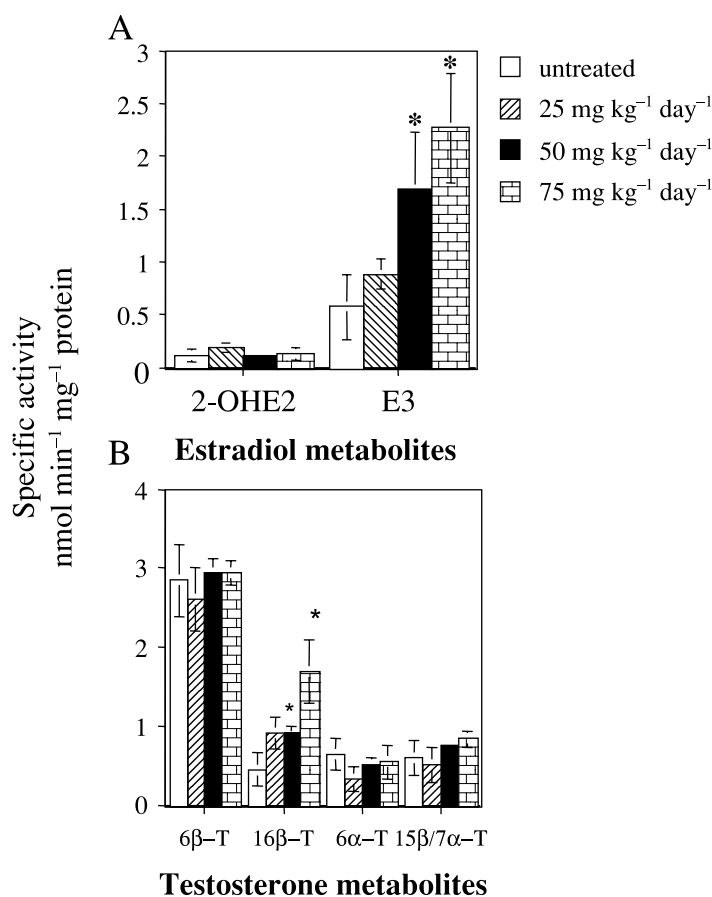 A
3
2.5
2
1.5
1
0.5
0
* *
2-OHE2 E3
Estradiol metabolites
untreated
25 mg kg⁻¹ day⁻¹
50 mg kg⁻¹ day⁻¹
75 mg kg⁻¹ day⁻¹
Specific activity
nmol min⁻¹ mg⁻¹ protein
B
4
3
2
1
0
* *
6β–T 16β–T 6α–T 15β/7α–T
Testosterone metabolites